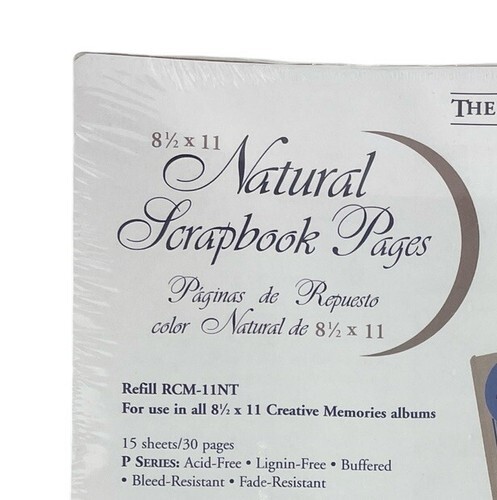 THE
8½ x 11
Natural
Scrapbook Pages
Páginas de Repuesto
color Natural de 8½ x 11
Refill RCM-11NT
For use in all 8½ x 11 Creative Memories albums
15 sheets/30 pages
P SERIES: Acid-Free • Lignin-Free • Buffered
• Bleed-Resistant • Fade-Resistant